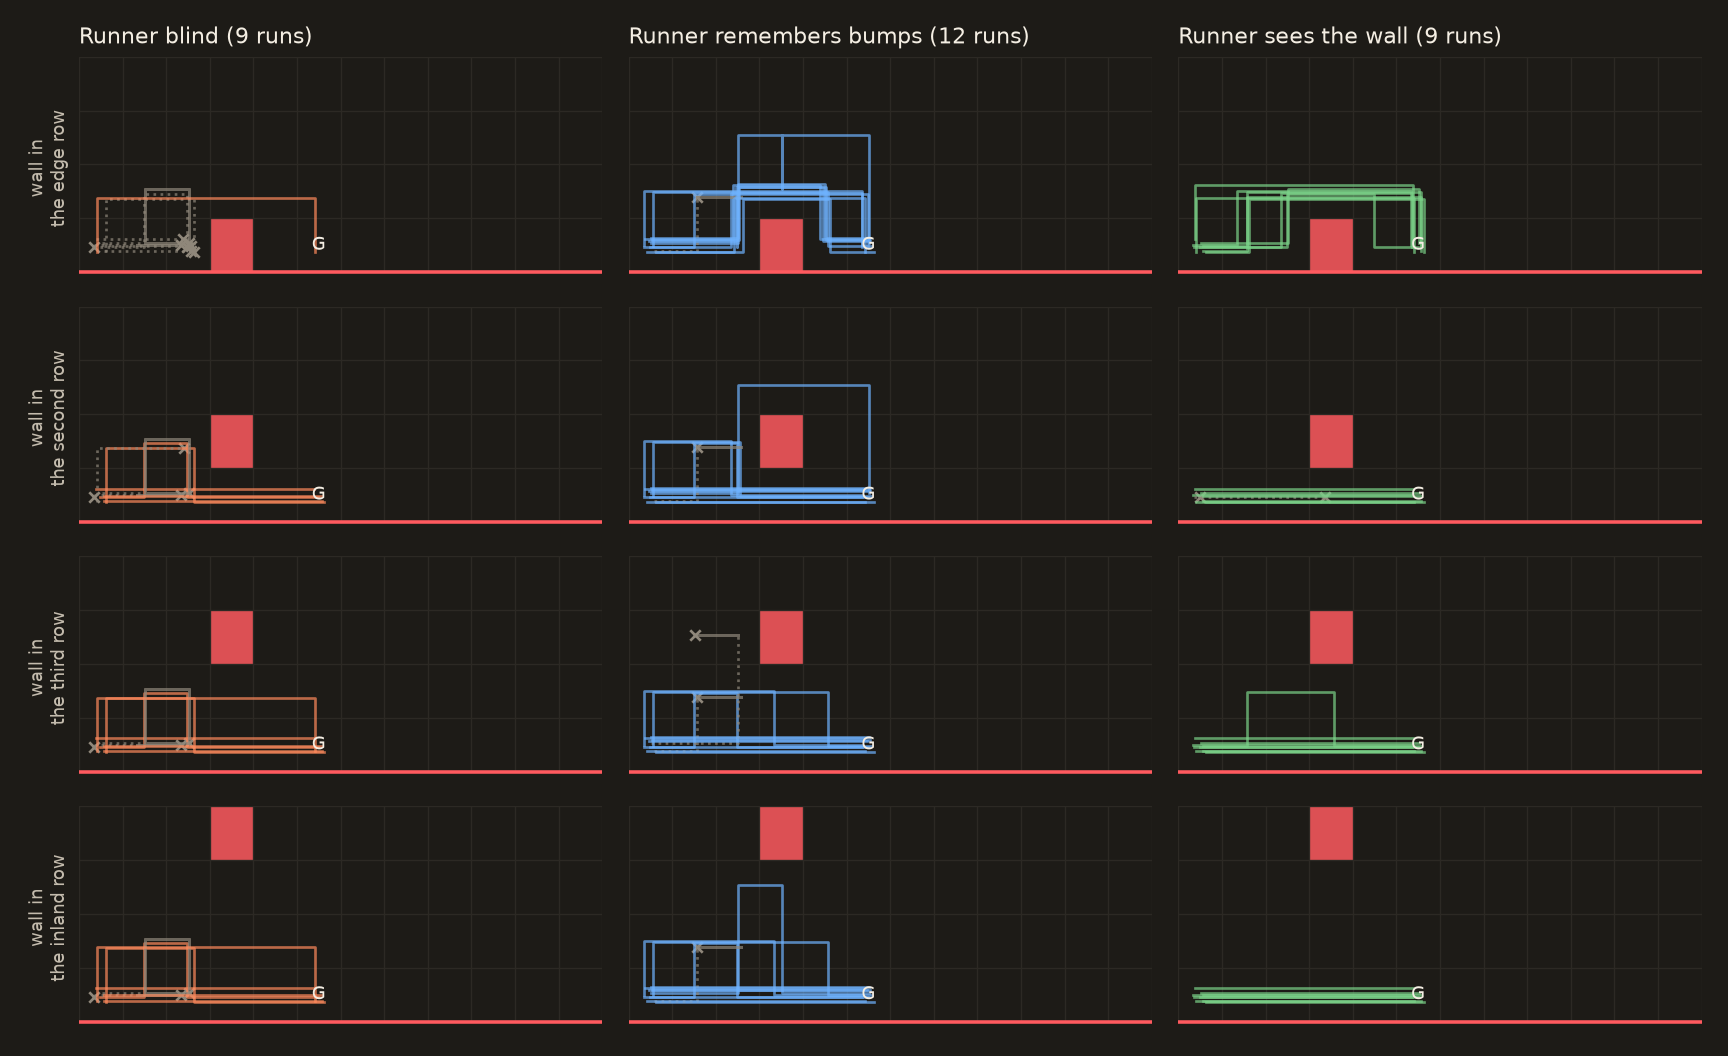 Runner blind (9 runs)
Runner remembers bumps (12 runs)
Runner sees the wall (9 runs)
wall in
the edge row
G
G
G
wall in
the second row
G
G
G
wall in
the third row
G
G
G
wall in
the inland row
G
G
G